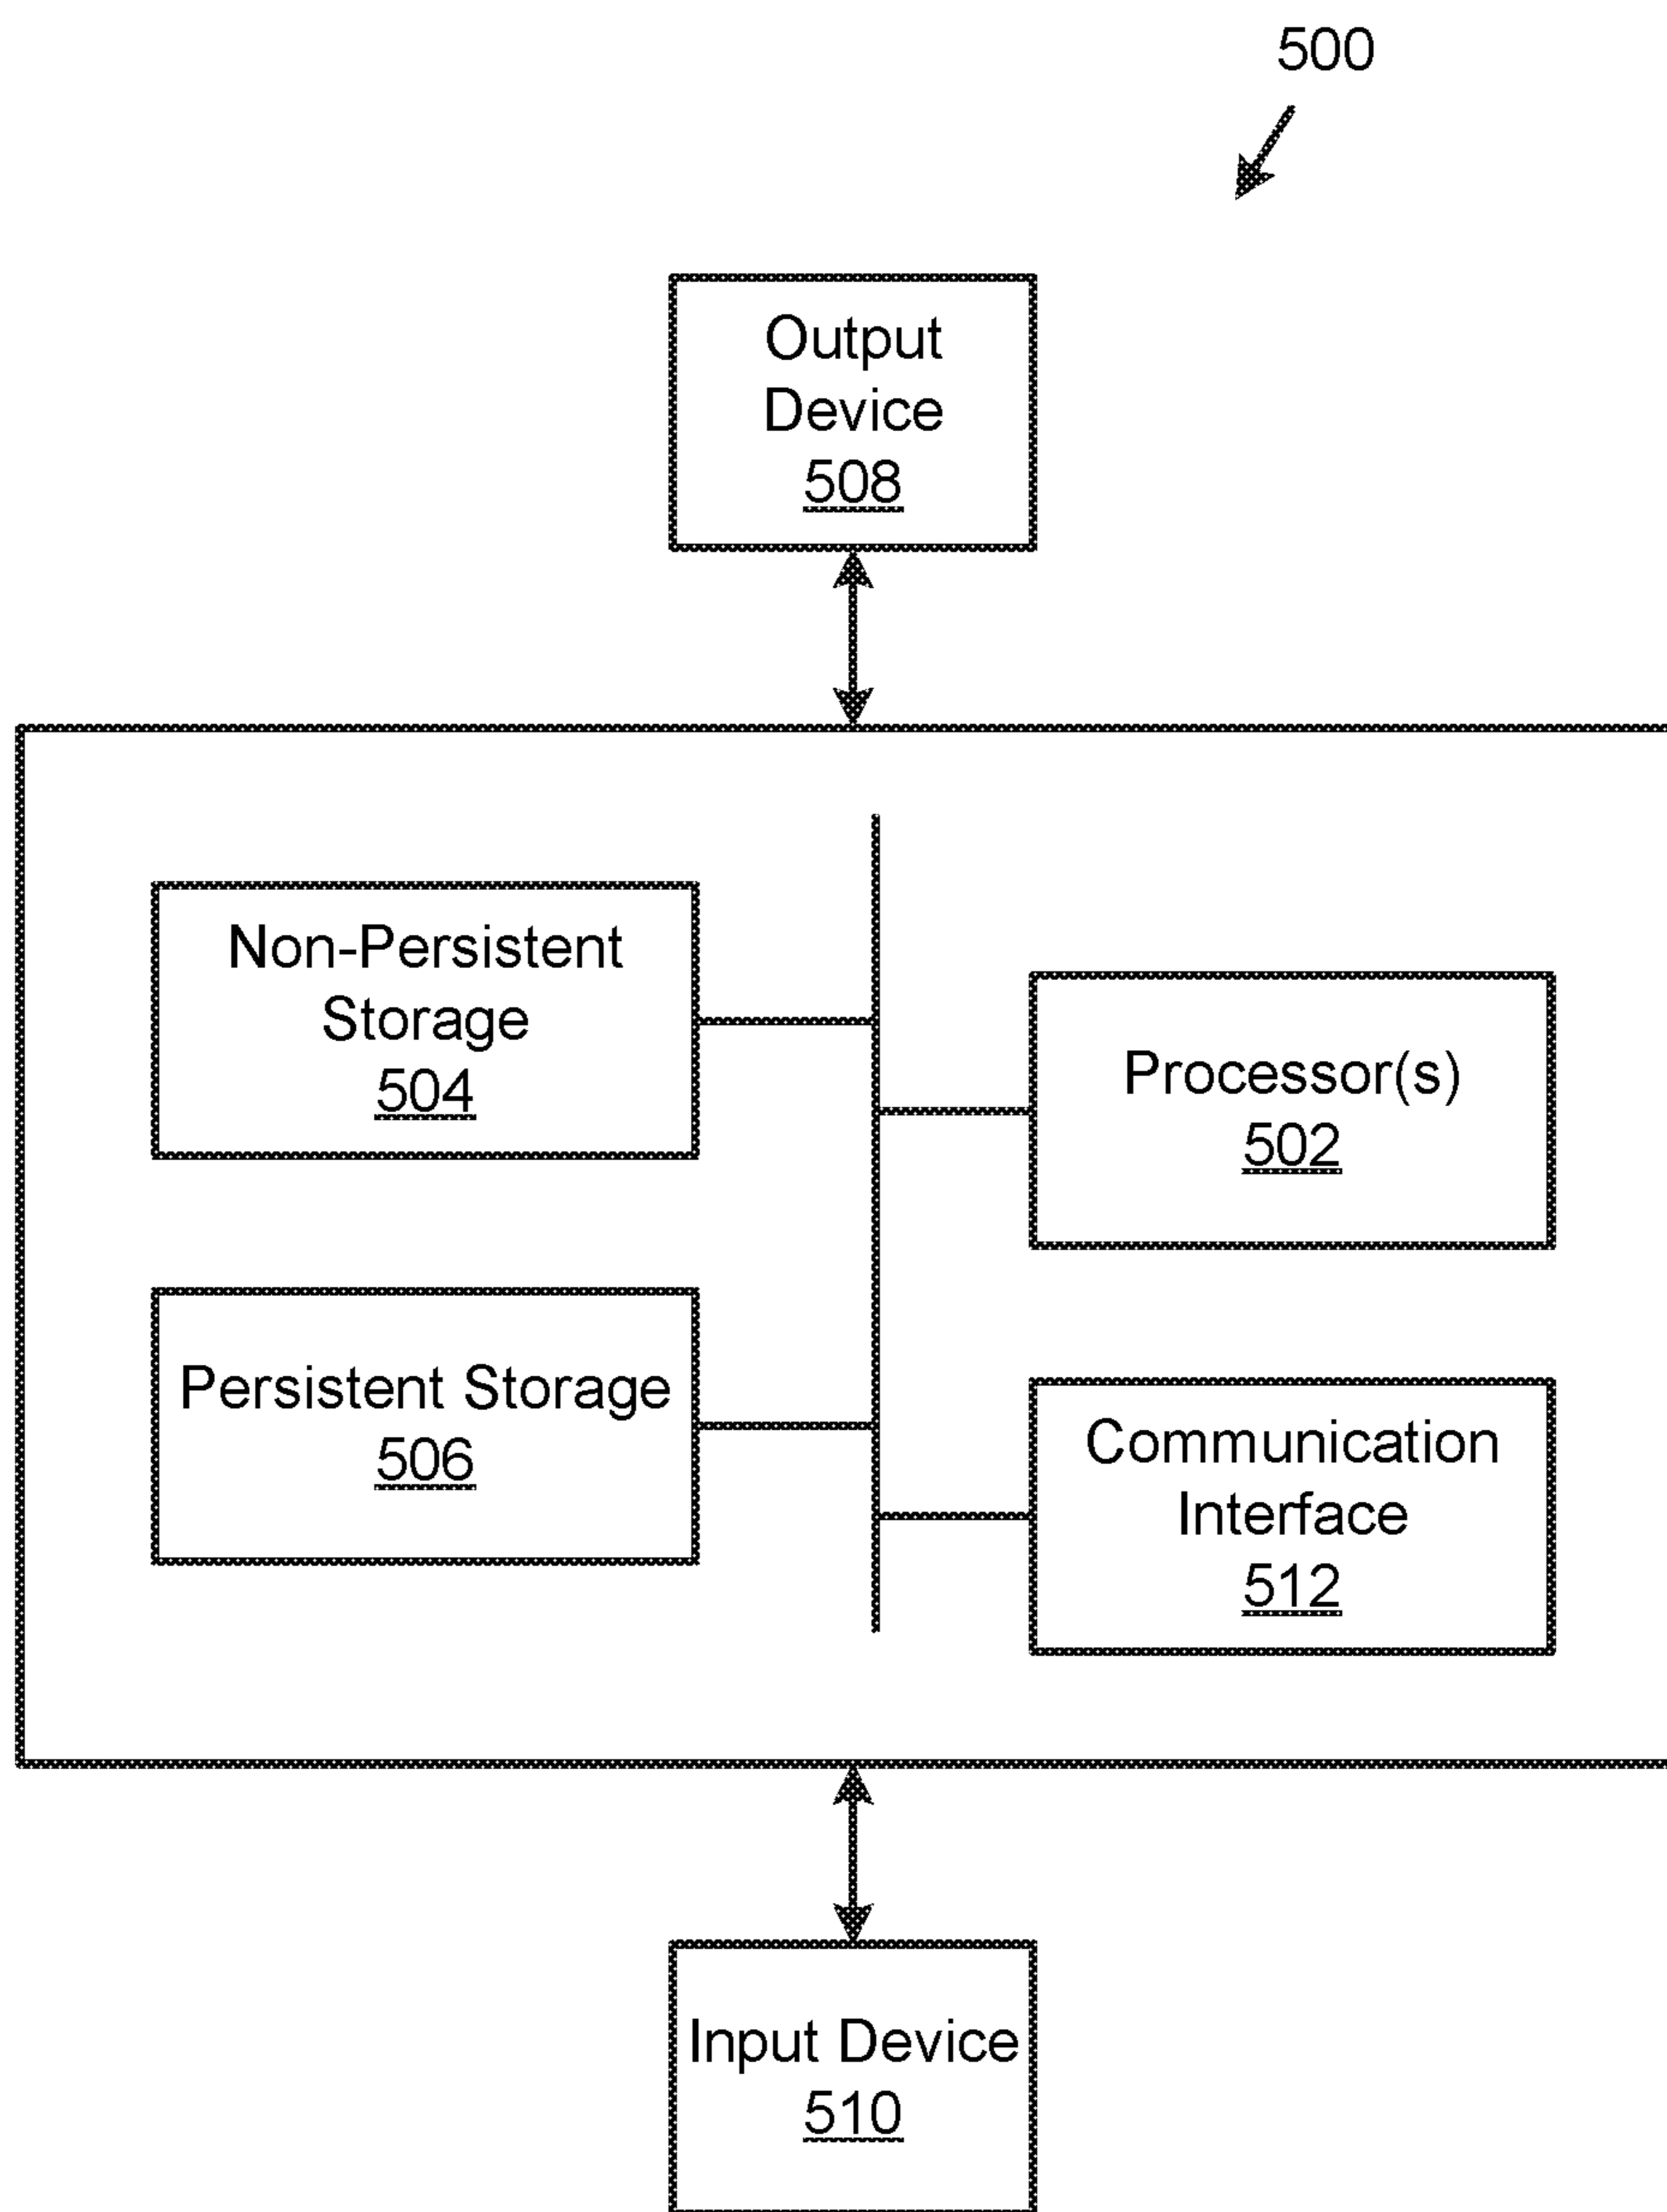 500
Output
Device
508
Non-Persistent
Storage
504
Processor(s)
502
Persistent Storage
506
Communication
Interface
512
Input Device
510